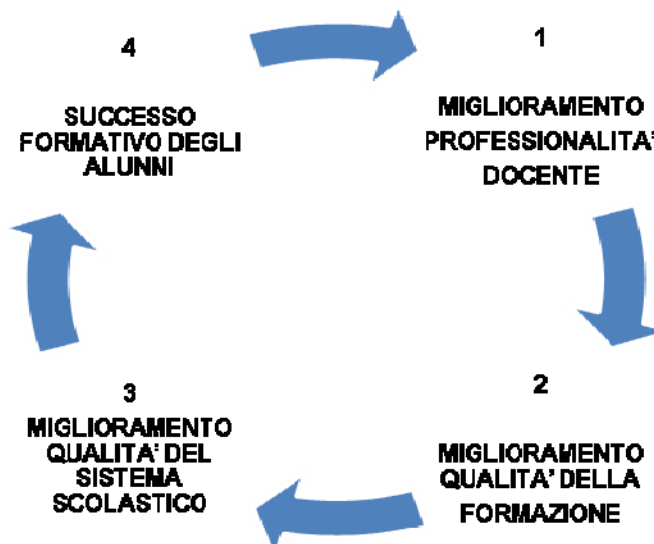 1
MIGLIORAMENTO
PROFESSIONALITA'
DOCENTE
2
MIGLIORAMENTO
QUALITA' DELLA
FORMAZIONE
3
MIGLIORAMENTO
QUALITA' DEL
SISTEMA
SCOLASTICO
4
SUCCESSO
FORMATIVO DEGLI
ALUNNI